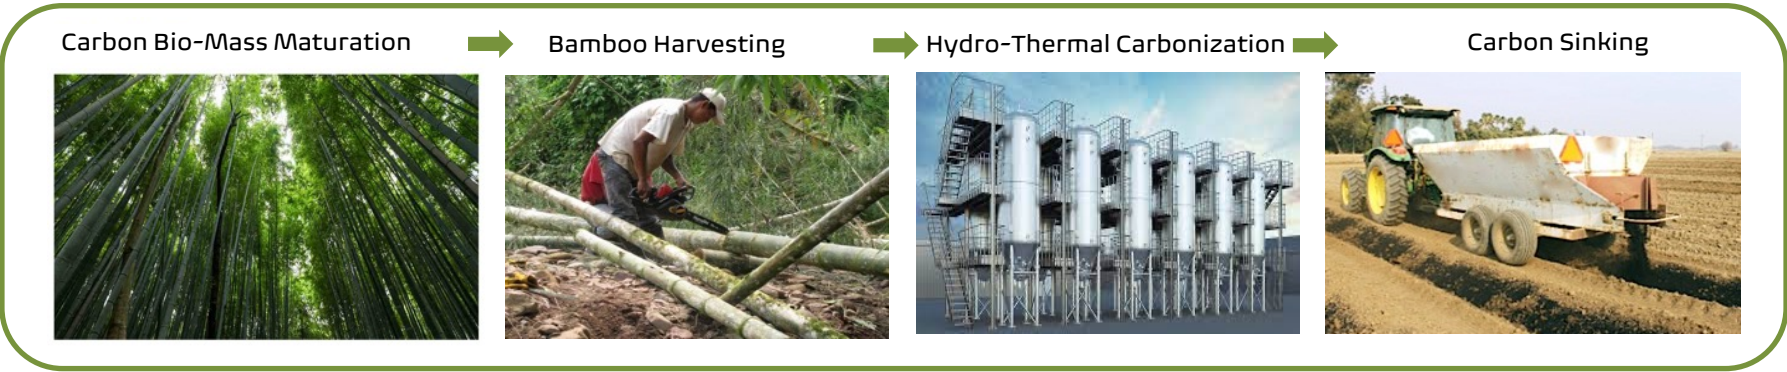 Carbon Bio-Mass Maturation
Bamboo Harvesting
Hydro-Thermal Carbonization
Carbon Sinking